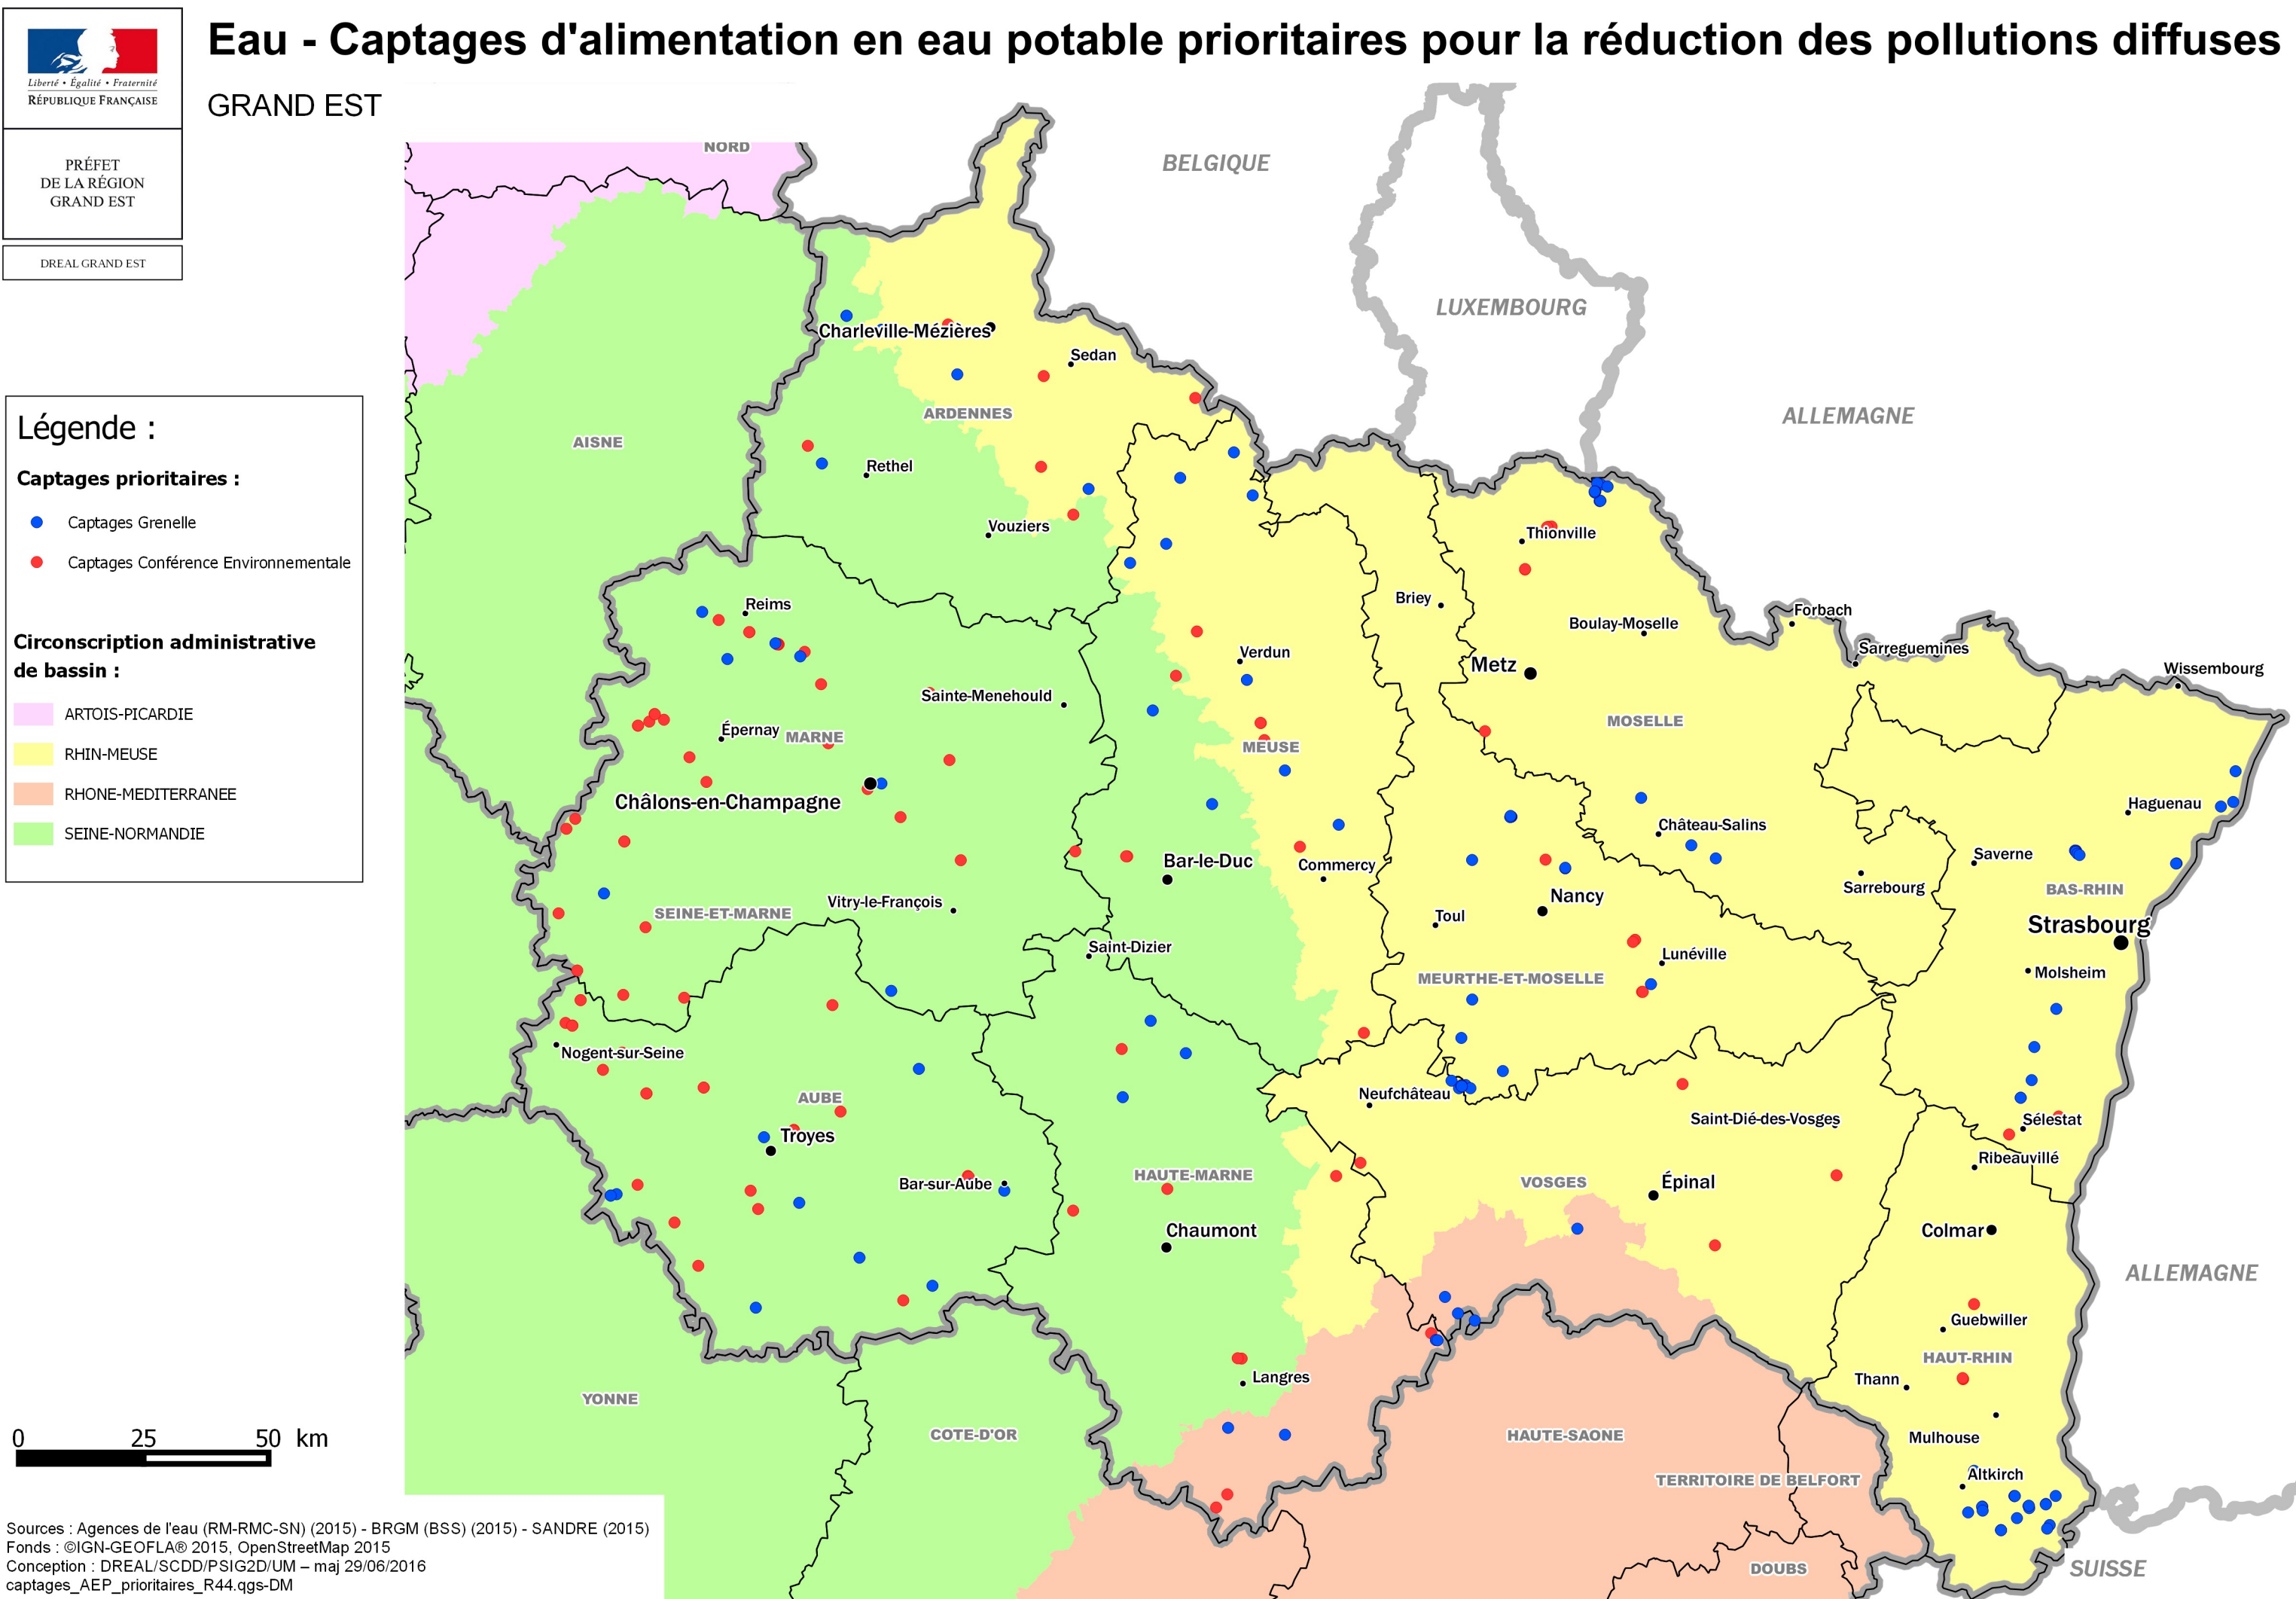 Eau - Captages d'alimentation en eau potable prioritaires pour la réduction des pollutions diffuses
GRAND EST
Liberté • Égalité • Fraternité
RÉPUBLIQUE FRANÇAISE
PRÉFET
DE LA RÉGION
GRAND EST
DREAL GRAND EST
Légende :
Captages prioritaires :
Captages Grenelle
Captages Conférence Environnementale
Circonscription administrative
de bassin :
ARTOIS-PICARDIE
RHIN-MEUSE
RHONE-MEDITERRANEE
SEINE-NORMANDIE
NORD
BELGIQUE
LUXEMBOURG
ALLEMAGNE
Charleville-Mézières
Sedan
ARDENNES
AISNE
Rethel
Vouziers
Thionville
Reims
Briey
Boulay-Moselle
Forbach
Verdun
Metz
Sarreguemines
Wissembourg
Sainte-Menehould
Épernay
MARNE
MEUSE
MOSELLE
Châlons-en-Champagne
Haguenau
Château-Salins
Bar-le-Duc
Commercy
Saverne
Sarrebourg
BAS-RHIN
Nancy
Vitry-le-François
SEINE-ET-MARNE
Toul
Strasbourg
Saint-Dizier
Lunéville
MEURTHE-ET-MOSELLE
Molsheim
Nogent-sur-Seine
Neufchâteau
AUBE
Saint-Dié-des-Vosges
Sélestat
Troyes
Ribeauvillé
HAUTE-MARNE
Bar-sur-Aube
VOSGES
Épinal
Chaumont
Colmar
ALLEMAGNE
Guebwiller
HAUT-RHIN
Langres
Thann
YONNE
COTE-D'OR
HAUTE-SAONE
Mulhouse
TERRITOIRE DE BELFORT
Altkirch
DOUBS
SUISSE
0 25 50 km
Sources : Agences de l'eau (RM-RMC-SN) (2015) - BRGM (BSS) (2015) - SANDRE (2015)
Fonds : ©IGN-GEOFLA® 2015, OpenStreetMap 2015
Conception : DREAL/SCDD/PSIG2D/UM – maj 29/06/2016
captages_AEP_prioritaires_R44.qgs-DM